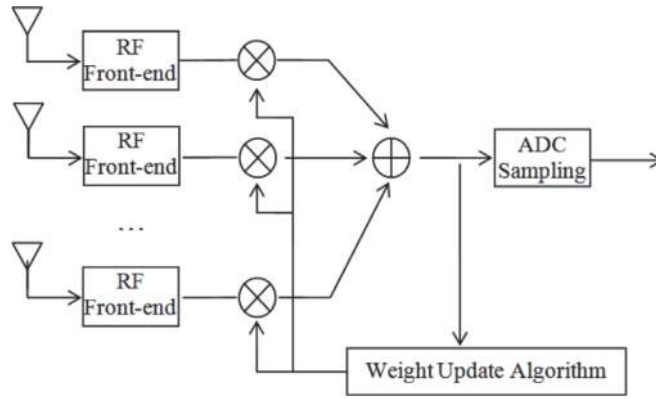 RF
Front-end
RF
Front-end
ADC
Sampling
...
RF
Front-end
Weight Update Algorithm